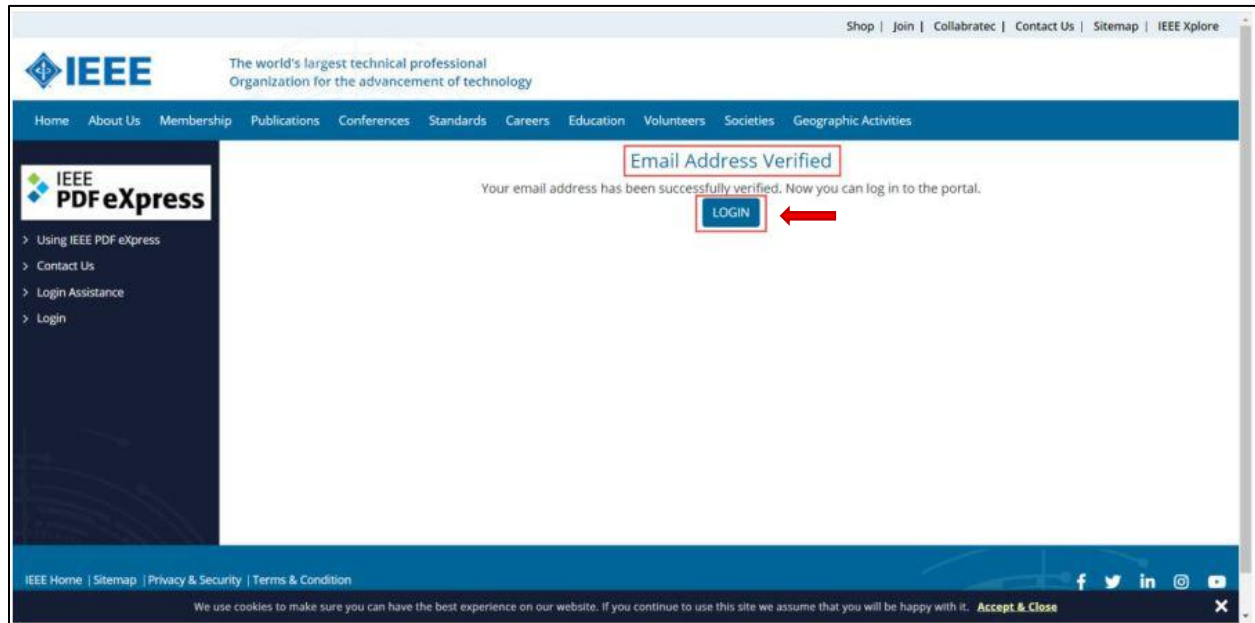 Shop | Join | Collabratec | Contact Us | Sitemap | IEEE Xplore
IEEE
The world's largest technical professional
Organization for the advancement of technology
Home About Us Membership Publications Conferences Standards Careers Education Volunteers Societies Geographic Activities
IEEE
PDF eXpress
> Using IEEE PDF eXpress
> Contact Us
> Login Assistance
> Login
Email Address Verified
Your email address has been successfully verified. Now you can log in to the portal.
LOGIN
IEEE Home | Sitemap | Privacy & Security | Terms & Condition
We use cookies to make sure you can have the best experience on our website. If you continue to use this site we assume that you will be happy with it. Accept & Close